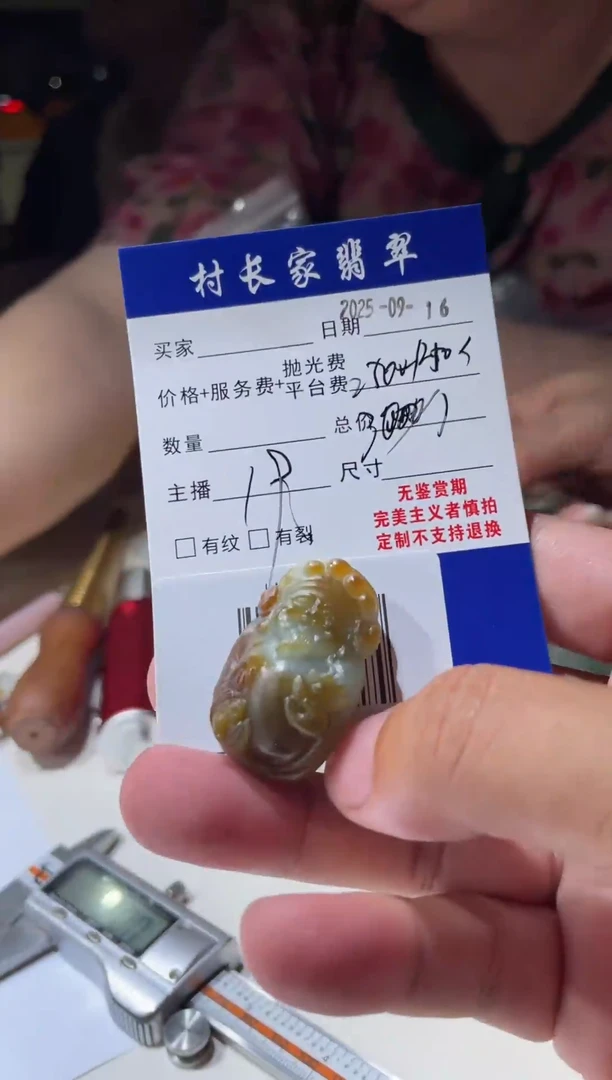 村长家翡翠
买家 日期 2025-09-16
价格+服务费+抛光费平台费
数量 总价
主播 尺寸
无鉴赏期
完美主义者慎拍
定制不支持退换
□有纹 □有裂